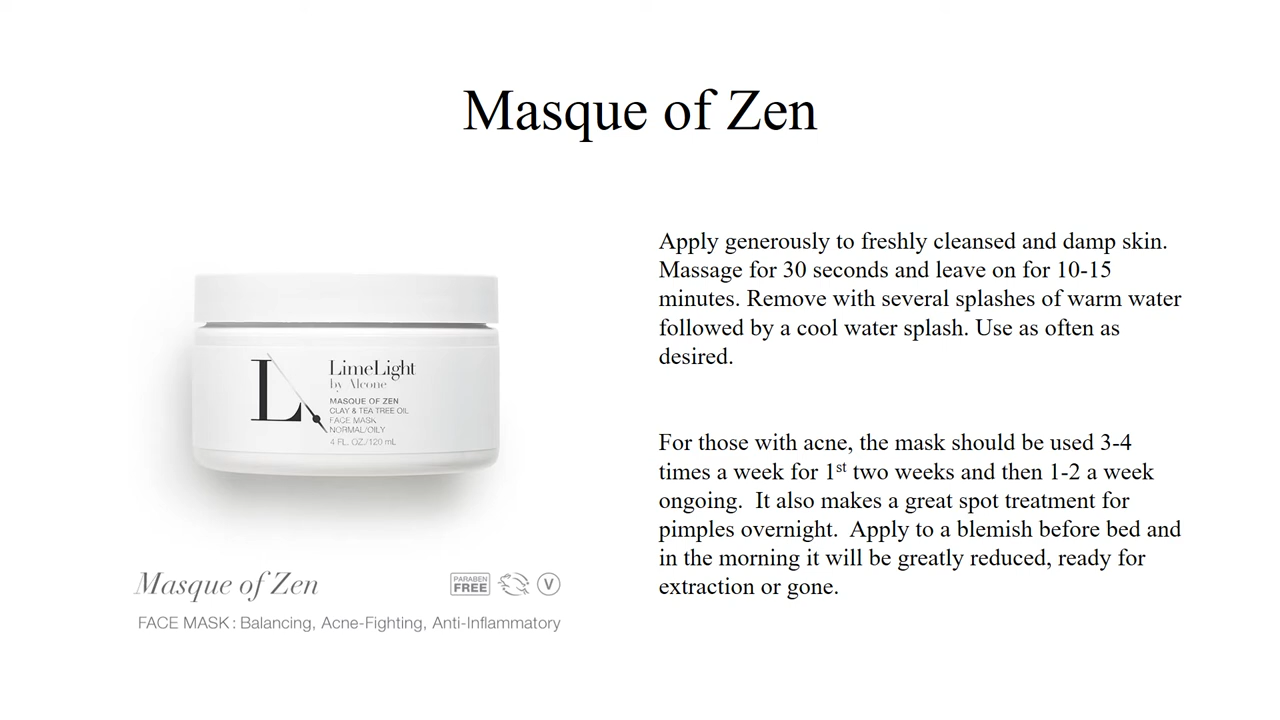 Masque of Zen
Apply generously to freshly cleansed and damp skin.
Massage for 30 seconds and leave on for 10-15
minutes. Remove with several splashes of warm water
followed by a cool water splash. Use as often as
desired.
For those with acne, the mask should be used 3-4
times a week for 1st two weeks and then 1-2 a week
ongoing.  It also makes a great spot treatment for
pimples overnight.  Apply to a blemish before bed and
in the morning it will be greatly reduced, ready for
extraction or gone.
L
LimeLight
by Alcone
MASQUE OF ZEN
CLAY & TEA TREE OIL
FACE MASK
NORMAL/OILY
4 FL. OZ./120 mL
Masque of Zen
PARABEN
FREE
V
FACE MASK: Balancing, Acne-Fighting, Anti-Inflammatory